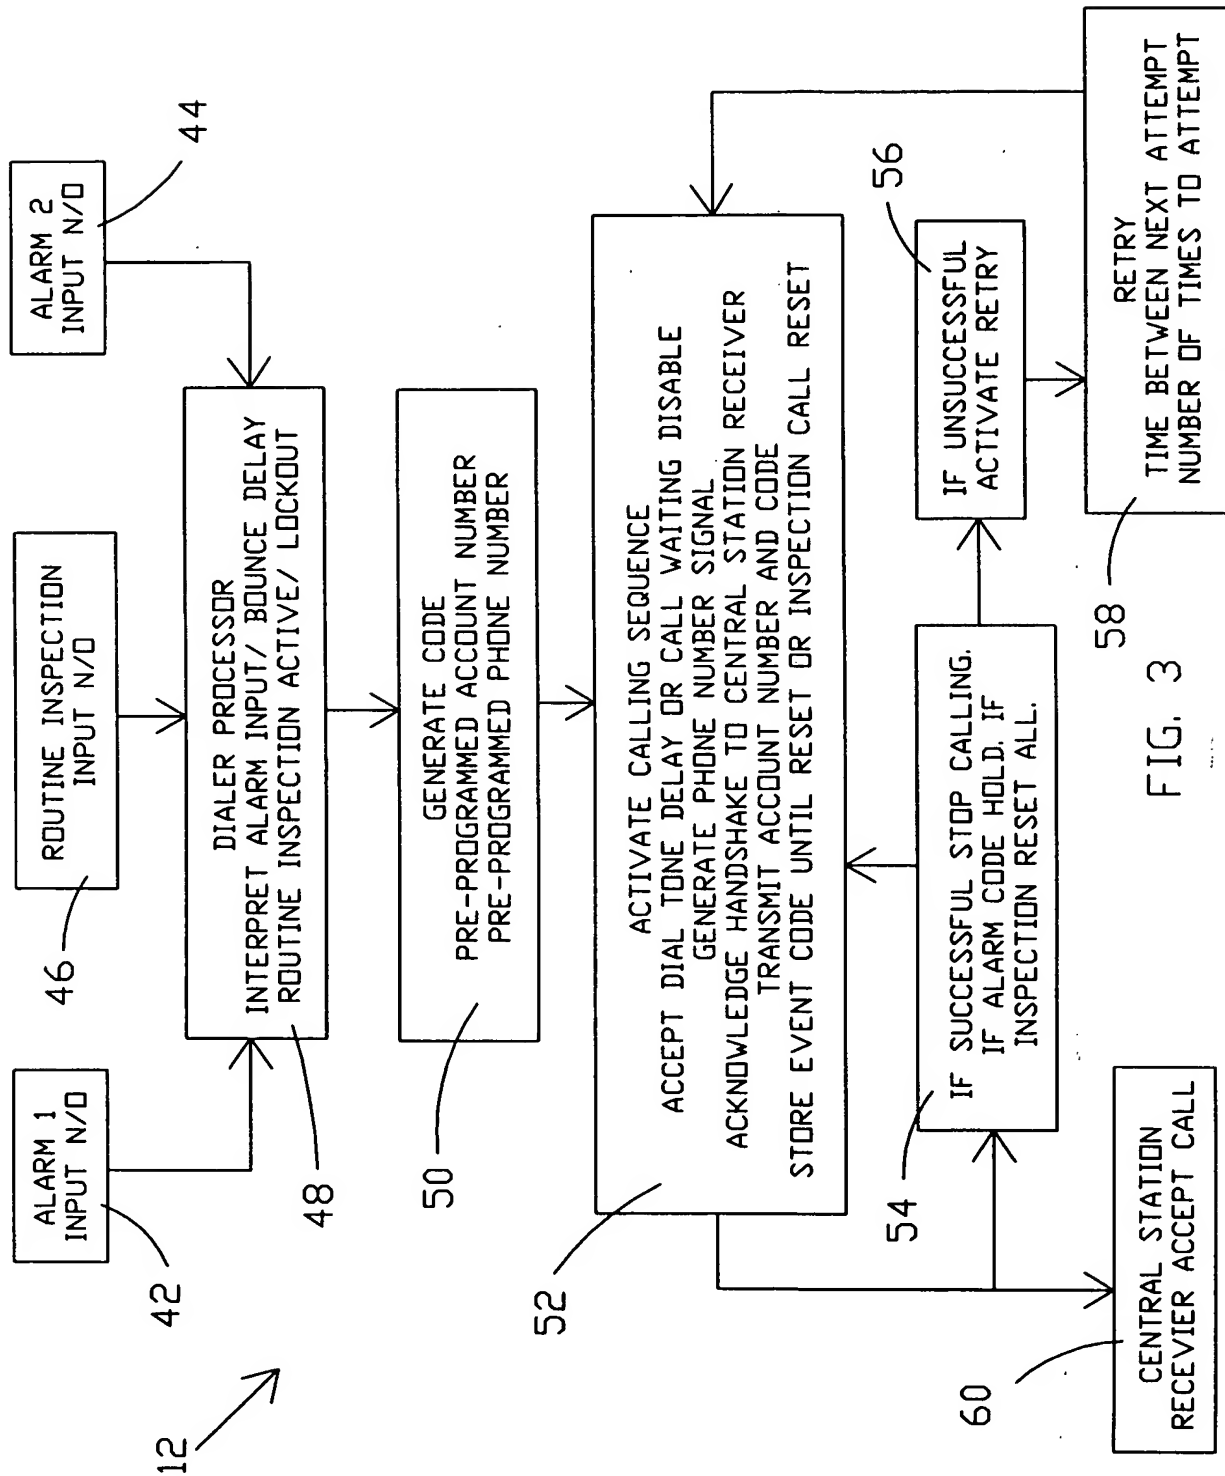 12
42
ALARM 1
INPUT N/O
46
ROUTINE INSPECTION
INPUT N/O
ALARM 2
INPUT N/O
44
48
DIALER PROCESSOR
INTERPRET ALARM INPUT/ BOUNCE DELAY
ROUTINE INSPECTION ACTIVE/ LOCKOUT
50
GENERATE CODE
PRE-PROGRAMMED ACCOUNT NUMBER
PRE-PROGRAMMED PHONE NUMBER
52
ACTIVATE CALLING SEQUENCE
ACCEPT DIAL TONE DELAY OR CALL WAITING DISABLE
GENERATE PHONE NUMBER SIGNAL
ACKNOWLEDGE HANDSHAKE TO CENTRAL STATION RECEIVER
TRANSMIT ACCOUNT NUMBER AND CODE
STORE EVENT CODE UNTIL RESET OR INSPECTION CALL RESET
54
IF SUCCESSFUL STOP CALLING.
IF ALARM CODE HOLD. IF
INSPECTION RESET ALL.
56
IF UNSUCCESSFUL
ACTIVATE RETRY
60
CENTRAL STATION
RECEVIER ACCEPT CALL
58
RETRY
TIME BETWEEN NEXT ATTEMPT
NUMBER OF TIMES TO ATTEMPT
FIG. 3